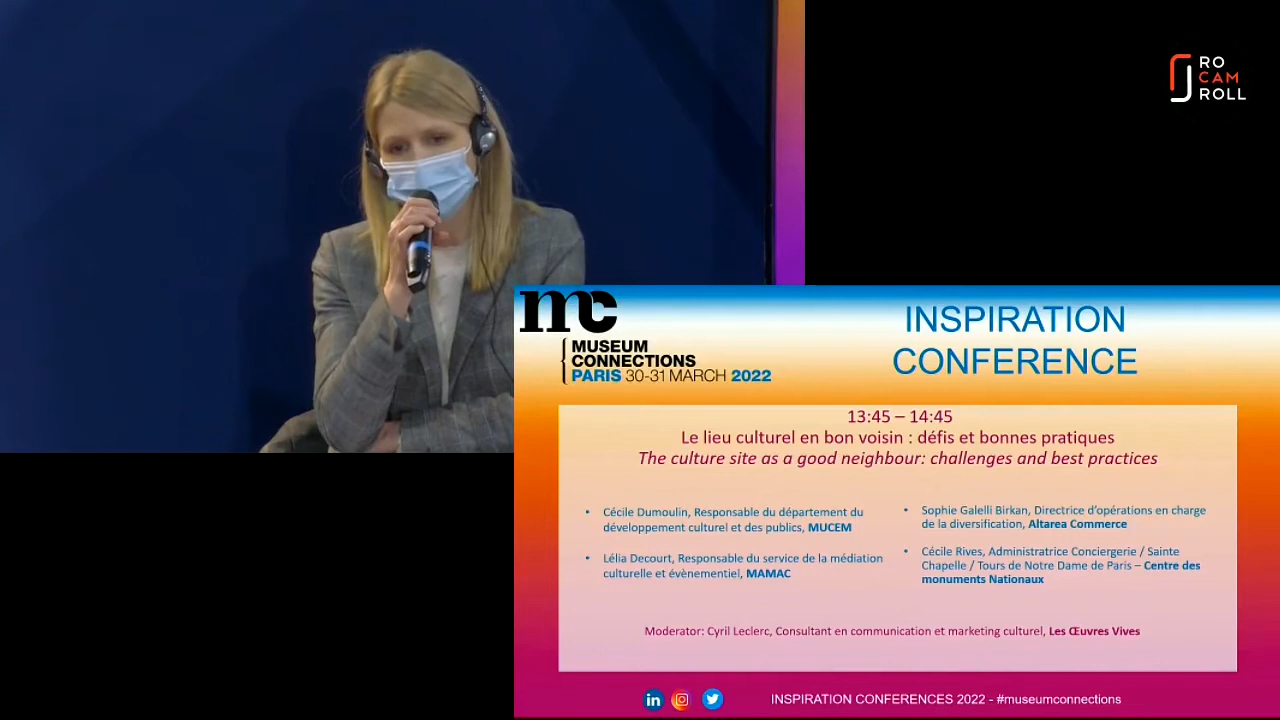 RO
CAM
ROLL
mc
MUSEUM
CONNECTIONS
PARIS 30-31 MARCH 2022
INSPIRATION
CONFERENCE
13:45 – 14:45
Le lieu culturel en bon voisin : défis et bonnes pratiques
The culture site as a good neighbour: challenges and best practices
• Cécile Dumoulin, Responsable du département du
développement culturel et des publics, MUCEM
• Lélia Decourt, Responsable du service de la médiation
culturelle et évènementiel, MAMAC
• Sophie Galelli Birkan, Directrice d'opérations en charge
de la diversification, Altarea Commerce
• Cécile Rives, Administratrice Conciergerie / Sainte
Chapelle / Tours de Notre Dame de Paris – Centre des
monuments Nationaux
Moderator: Cyril Leclerc, Consultant en communication et marketing culturel, Les Œuvres Vives
in
INSPIRATION CONFERENCES 2022 - #museumconnections